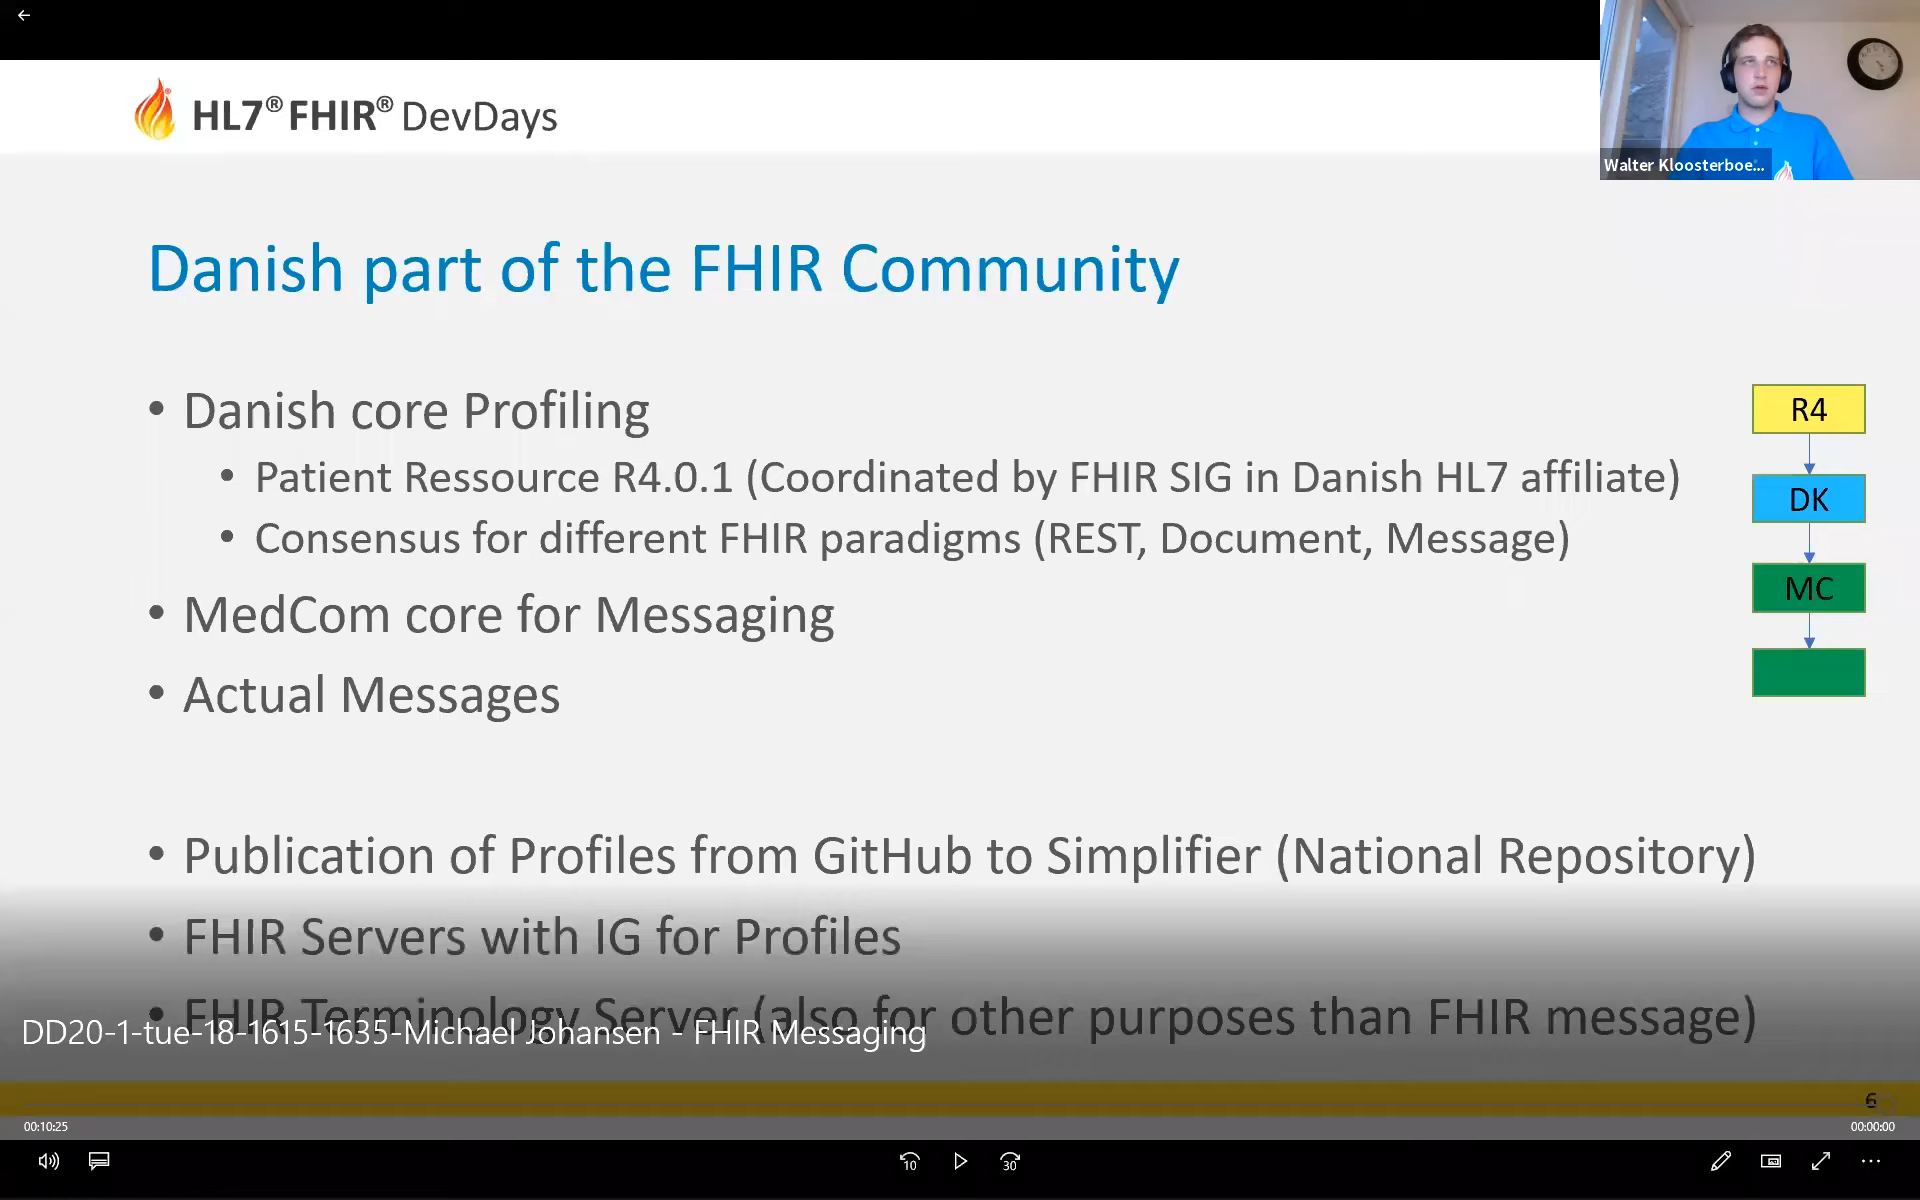 HL7® FHIR® DevDays
Walter Kloosterboe...
Danish part of the FHIR Community
• Danish core Profiling
• Patient Ressource R4.0.1 (Coordinated by FHIR SIG in Danish HL7 affiliate)
• Consensus for different FHIR paradigms (REST, Document, Message)
• MedCom core for Messaging
• Actual Messages
R4
DK
MC
• Publication of Profiles from GitHub to Simplifier (National Repository)
• FHIR Servers with IG for Profiles
• FHIR Terminology Server (also for other purposes than FHIR message)
DD20-1-tue-18-1615-1635-Michael Johansen - FHIR Messaging
6
00:10:25
00:00:00
10
30